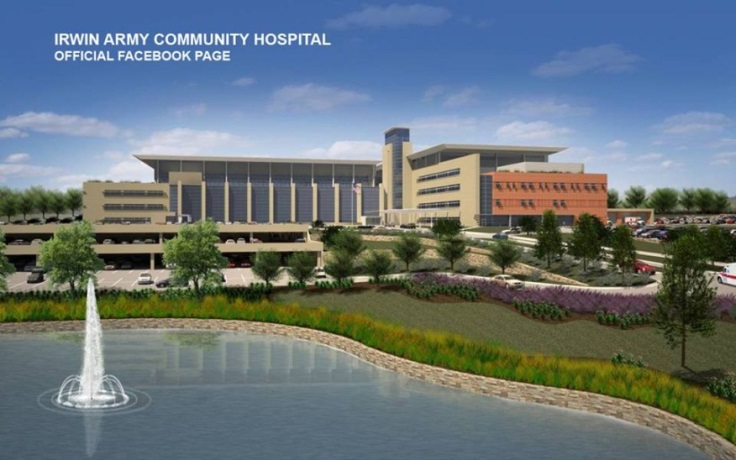 IRWIN ARMY COMMUNITY HOSPITAL
OFFICIAL FACEBOOK PAGE